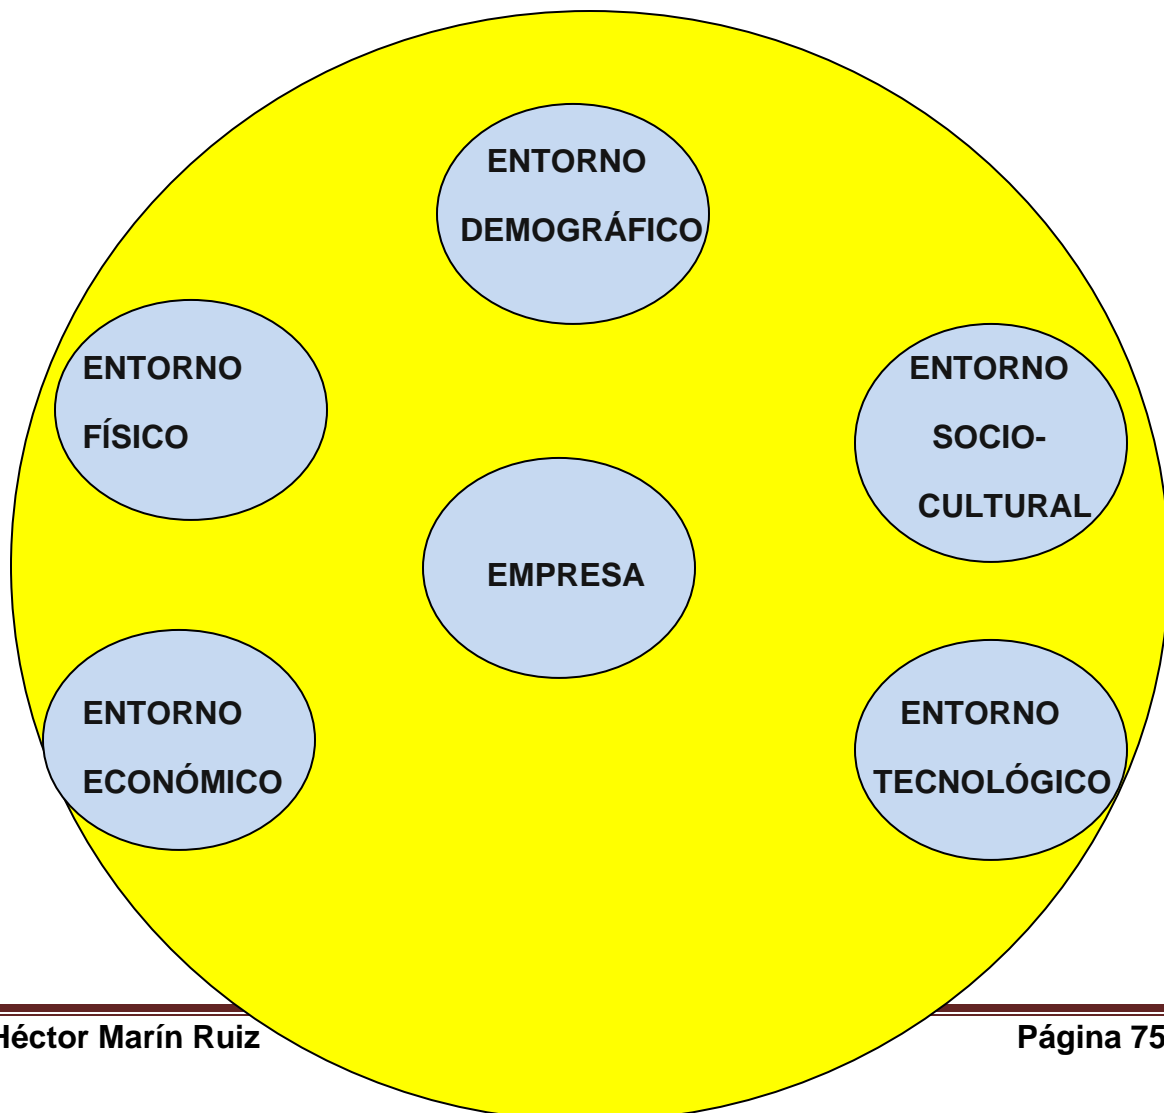 ENTORNO
DEMOGRÁFICO
ENTORNO
FÍSICO
ENTORNO
SOCIO-
CULTURAL
EMPRESA
ENTORNO
ECONÓMICO
ENTORNO
TECNOLÓGICO
Héctor Marín Ruiz
Página 75